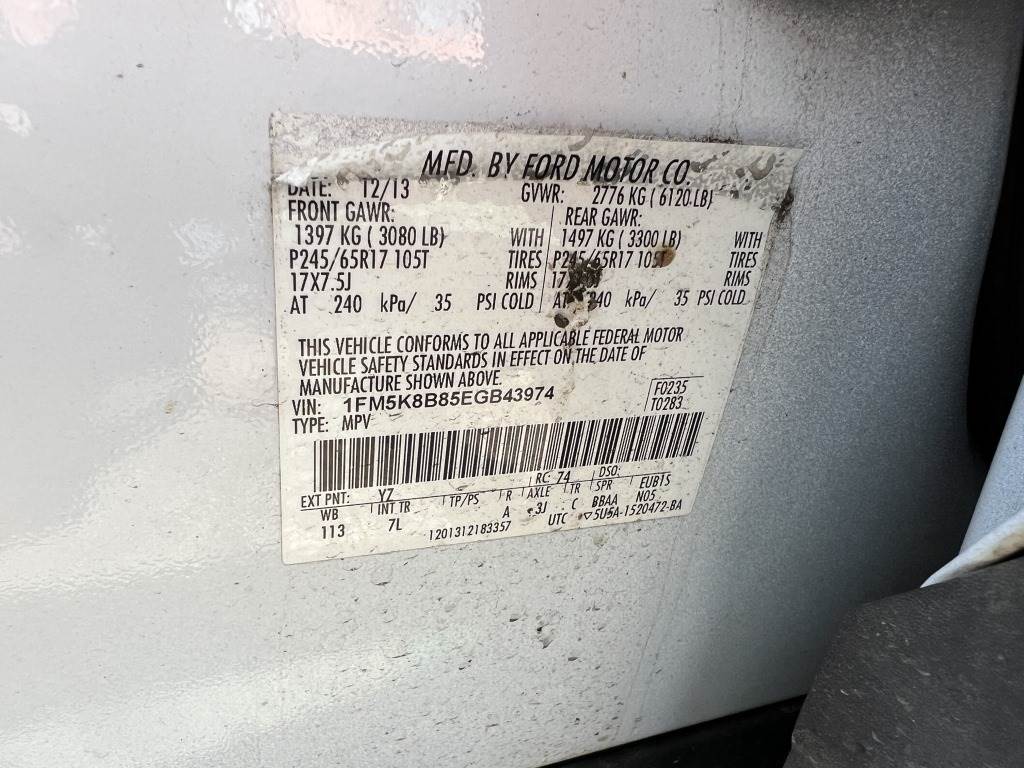 MFD. BY FORD MOTOR CO.
DATE: 12/13 GVWR: 2776 KG ( 6120 LB)
FRONT GAWR: REAR GAWR:
1397 KG ( 3080 LB) WITH 1497 KG ( 3300 LB) WITH
P245/65R17 105T TIRES P245/65R17 105T TIRES
17X7.5J RIMS RIMS
AT 240 kPa/ 35 PSI COLD AT 240 kPa/ 35 PSI COLD
THIS VEHICLE CONFORMS TO ALL APPLICABLE FEDERAL MOTOR
VEHICLE SAFETY STANDARDS IN EFFECT ON THE DATE OF
MANUFACTURE SHOWN ABOVE.
VIN: 1FM5K8B85EGB43974 F0235
TYPE: MPV T0283
EXT PNT: YZ RC: 74 DSO:
WB INT TR TP/PS R AXLE TR SPR EUB1S
113 7L A 3J C BBAA N05
1201312183357 UTC ▽5U5A-1520472-BA